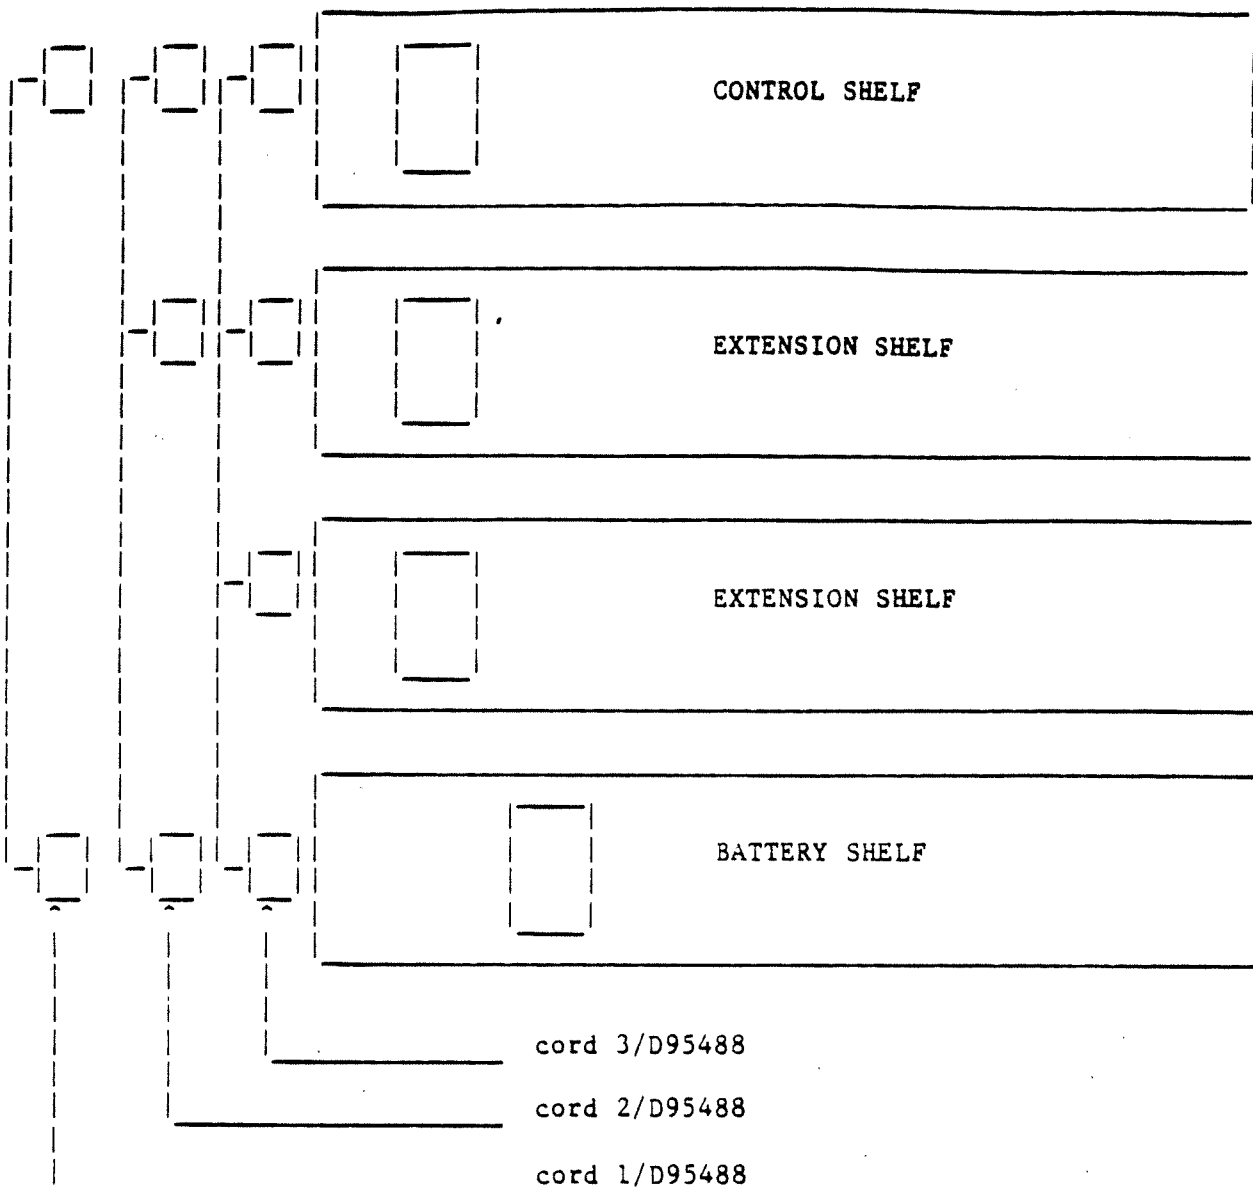 CONTROL SHELF
EXTENSION SHELF
EXTENSION SHELF
BATTERY SHELF
cord 3/D95488
cord 2/D95488
cord 1/D95488